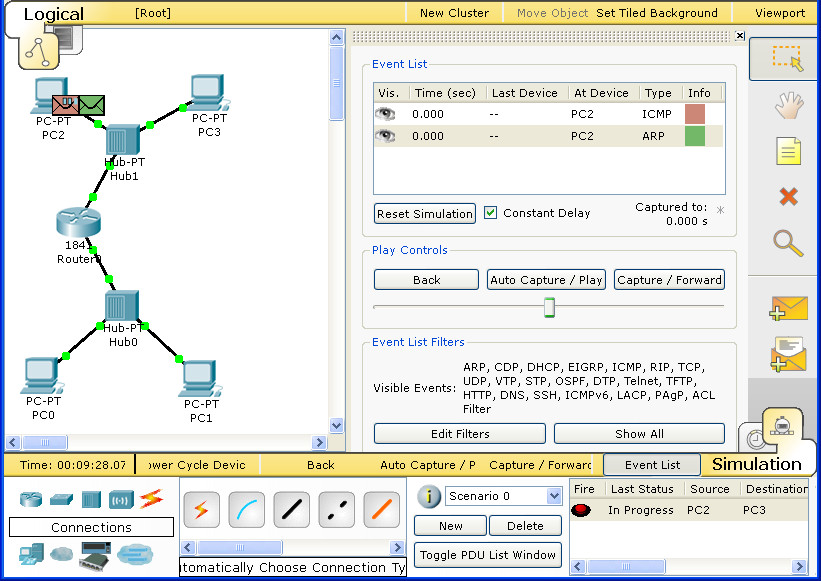 Logical
[Root]
New Cluster
Move Object
Set Tiled Background
Viewport
PC-PT
PC2
PC-PT
PC3
Hub-PT
Hub1
1841
Router0
Hub-PT
Hub0
PC-PT
PC0
PC-PT
PC1
Event List
Vis. Time (sec) Last Device At Device Type Info
0.000 -- PC2 ICMP
0.000 -- PC2 ARP
Reset Simulation
Constant Delay
Captured to:
0.000 s
*
Play Controls
Back
Auto Capture / Play
Capture / Forward
Event List Filters
Visible Events:
ARP, CDP, DHCP, EIGRP, ICMP, RIP, TCP,
UDP, VTP, STP, OSPF, DTP, Telnet, TFTP,
HTTP, DNS, SSH, ICMPv6, LACP, PAgP, ACL
Filter
Edit Filters
Show All
Time: 00:09:28.07
ower Cycle Devic
Back
Auto Capture / P
Capture / Forward
Event List
Simulation
Connections
utomatically Choose Connection Ty
Scenario 0
New
Delete
Toggle PDU List Window
Fire Last Status Source Destination
In Progress PC2 PC3